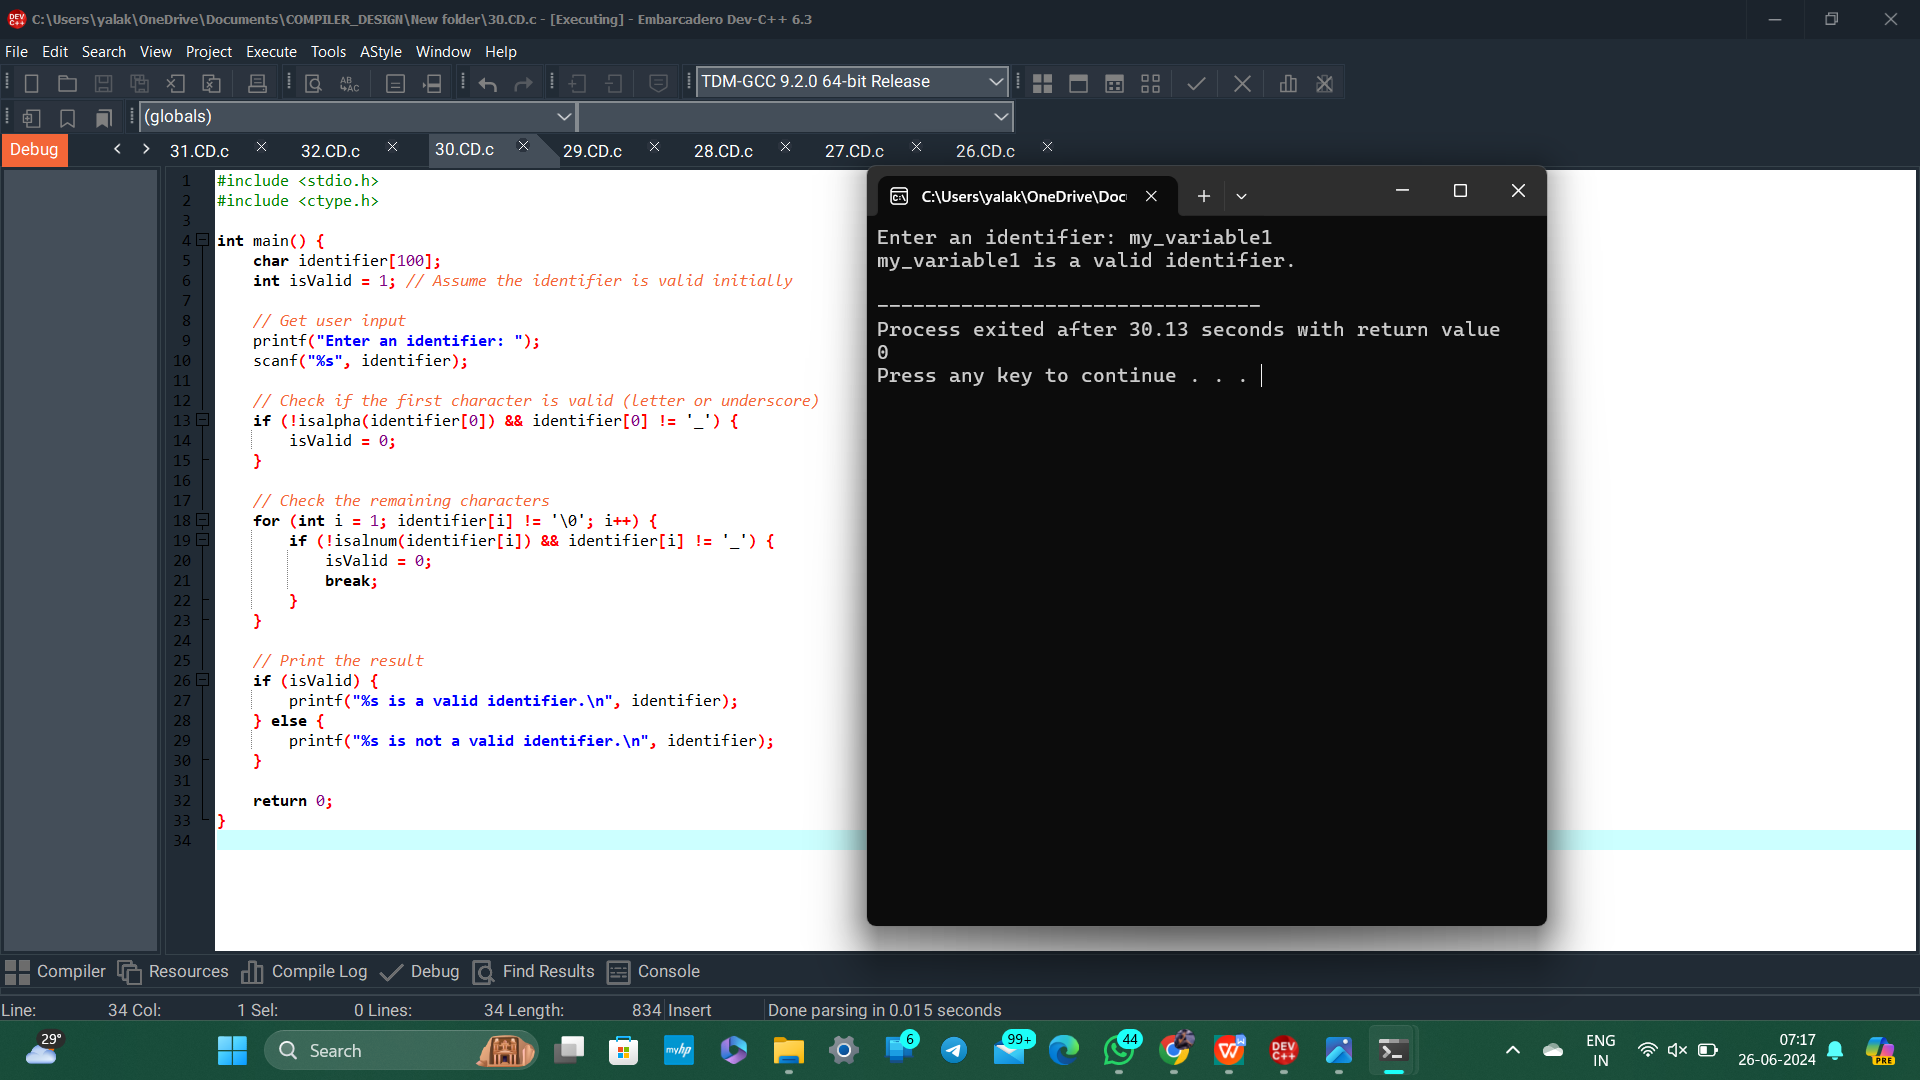 C:\Users\yalak\OneDrive\Documents\COMPILER_DESIGN\New folder\30.CD.c - [Executing] - Embarcadero Dev-C++ 6.3
File Edit Search View Project Execute Tools AStyle Window Help
TDM-GCC 9.2.0 64-bit Release
(globals)
Debug 31.CD.c 32.CD.c 30.CD.c 29.CD.c 28.CD.c 27.CD.c 26.CD.c
1 #include <stdio.h>
2 #include <ctype.h>
3
4 int main() {
5     char identifier[100];
6     int isValid = 1; // Assume the identifier is valid initially
7
8     // Get user input
9     printf("Enter an identifier: ");
10     scanf("%s", identifier);
11
12     // Check if the first character is valid (letter or underscore)
13     if (!isalpha(identifier[0]) && identifier[0] != '_') {
14         isValid = 0;
15     }
16
17     // Check the remaining characters
18     for (int i = 1; identifier[i] != '\0'; i++) {
19         if (!isalnum(identifier[i]) && identifier[i] != '_') {
20             isValid = 0;
21             break;
22         }
23     }
24
25     // Print the result
26     if (isValid) {
27         printf("%s is a valid identifier.\n", identifier);
28     } else {
29         printf("%s is not a valid identifier.\n", identifier);
30     }
31
32     return 0;
33 }
34
C:\Users\yalak\OneDrive\Doc
Enter an identifier: my_variable1
my_variable1 is a valid identifier.
--------------------------------
Process exited after 30.13 seconds with return value
0
Press any key to continue . . .
Compiler Resources Compile Log Debug Find Results Console
Line: 34 Col: 1 Sel: 0 Lines: 34 Length: 834 Insert Done parsing in 0.015 seconds
29°
Search
myhp
6
99+
44
DEV C++
ENG
IN
07:17
26-06-2024
PRE